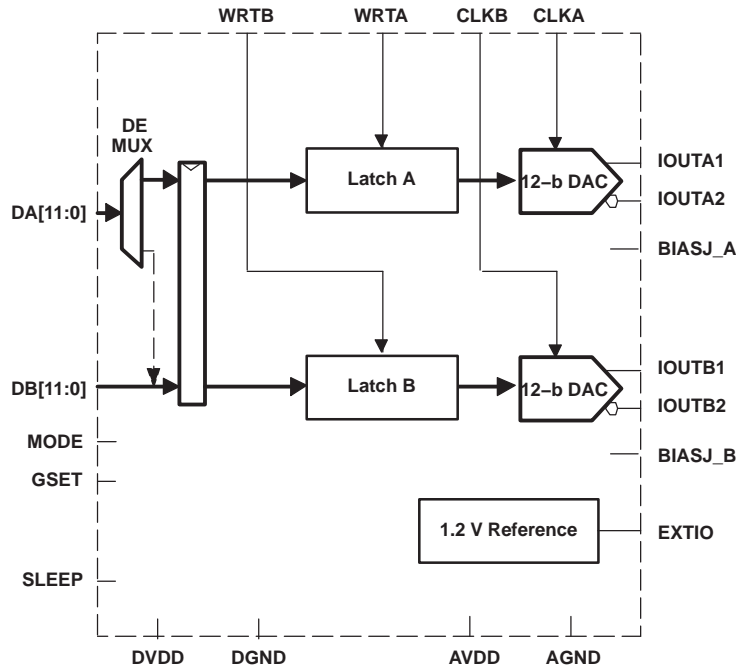 WRTB WRTA CLKB CLKA
DE
MUX
Latch A
12–b DAC
IOUTA1
DA[11:0]
IOUTA2
BIASJ_A
DB[11:0]
Latch B
12–b DAC
IOUTB1
IOUTB2
MODE
BIASJ_B
GSET
1.2 V Reference
EXTIO
SLEEP
DVDD DGND AVDD AGND